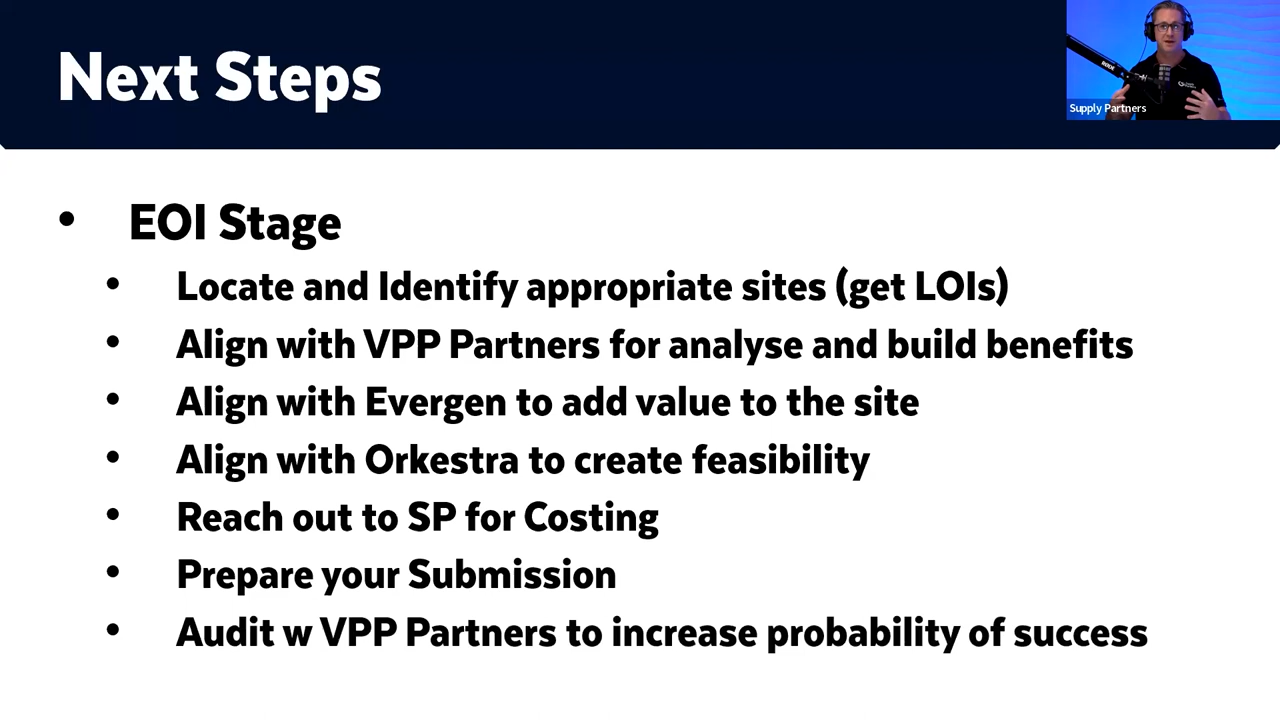 Next Steps
Supply Partners
• EOI Stage
• Locate and Identify appropriate sites (get LOIs)
• Align with VPP Partners for analyse and build benefits
• Align with Evergen to add value to the site
• Align with Orkestra to create feasibility
• Reach out to SP for Costing
• Prepare your Submission
• Audit w VPP Partners to increase probability of success